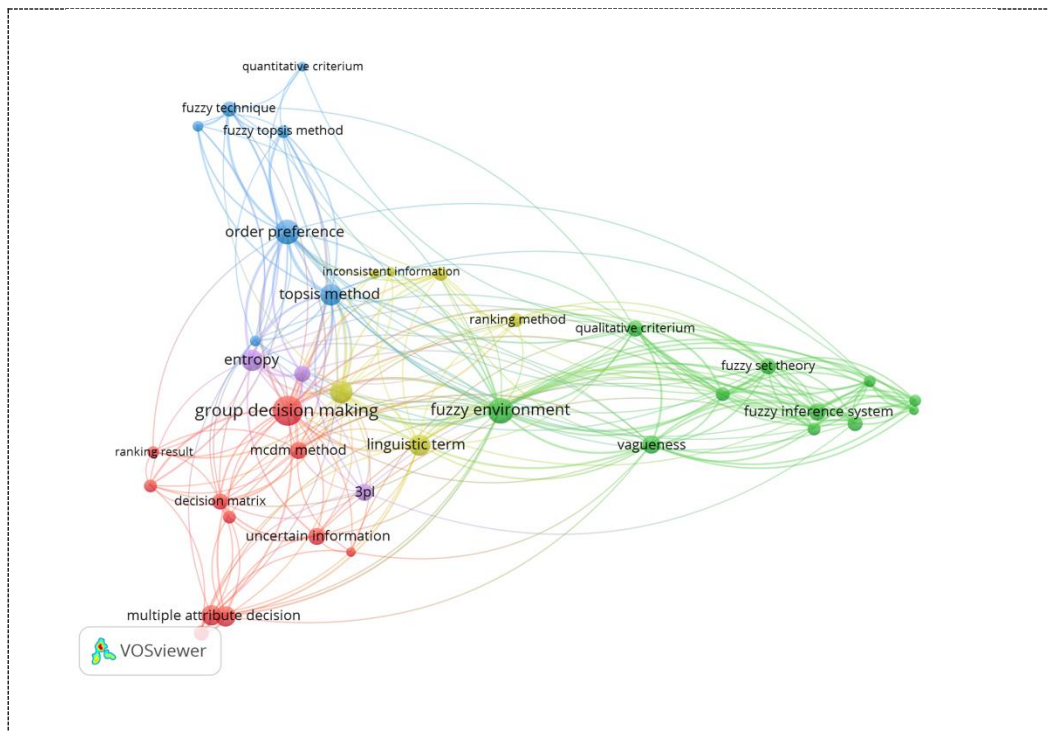 quantitative criterium
fuzzy technique
fuzzy topsis method
order preference
inconsistent information
topsis method
ranking method
qualitative criterium
entropy
fuzzy set theory
group decision making
fuzzy environment
fuzzy inference system
linguistic term
vagueness
mcdm method
ranking result
3pl
decision matrix
uncertain information
multiple attribute decision
VOSviewer